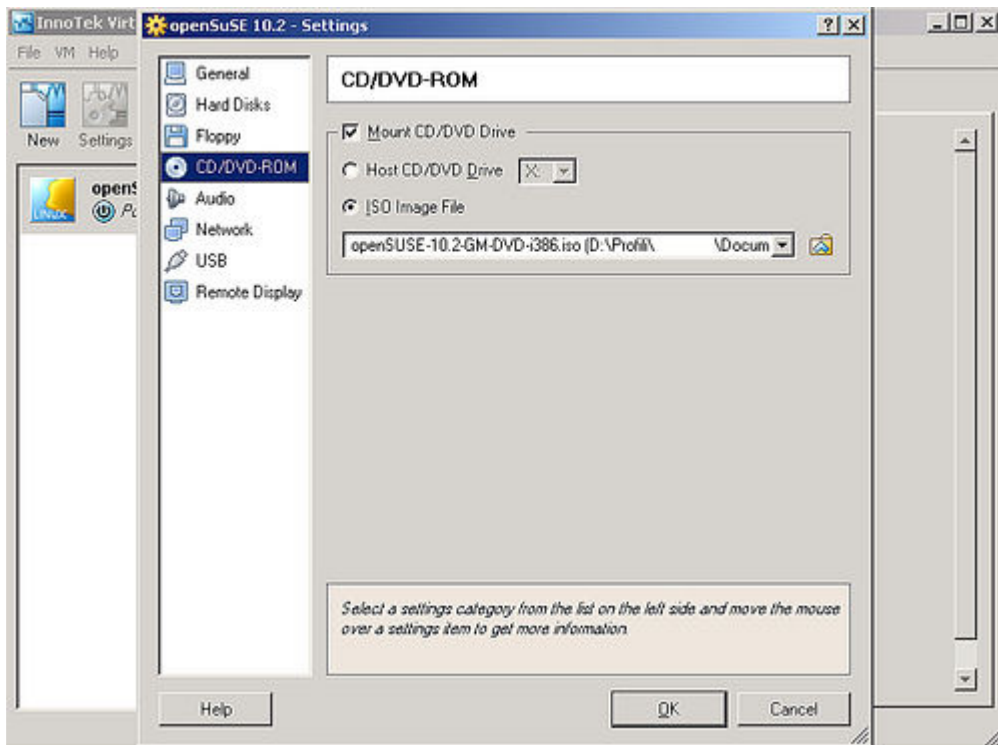 InnoTek Virt
File VM Help
New Settings
openS
LINUX
openSuSE 10.2 - Settings
General
Hard Disks
Floppy
CD/DVD-ROM
Audio
Network
USB
Remote Display
CD/DVD-ROM
Mount CD/DVD Drive
Host CD/DVD Drive X:
ISO Image File
openSUSE-10.2-GM-DVD-i386.iso (D:\Profili\ \Docum
Select a settings category from the list on the left side and move the mouse
over a settings item to get more information
Help OK Cancel